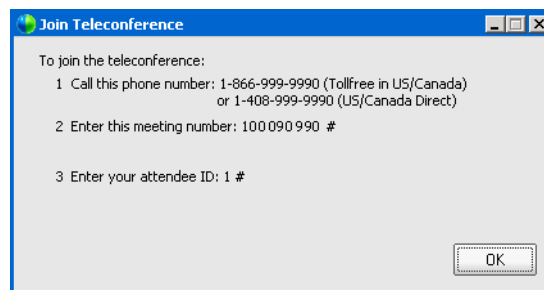 Join Teleconference
To join the teleconference:
1 Call this phone number: 1-866-999-9990 (Tollfree in US/Canada)
or 1-408-999-9990 (US/Canada Direct)
2 Enter this meeting number: 100 090 990 #
3 Enter your attendee ID: 1 #
OK